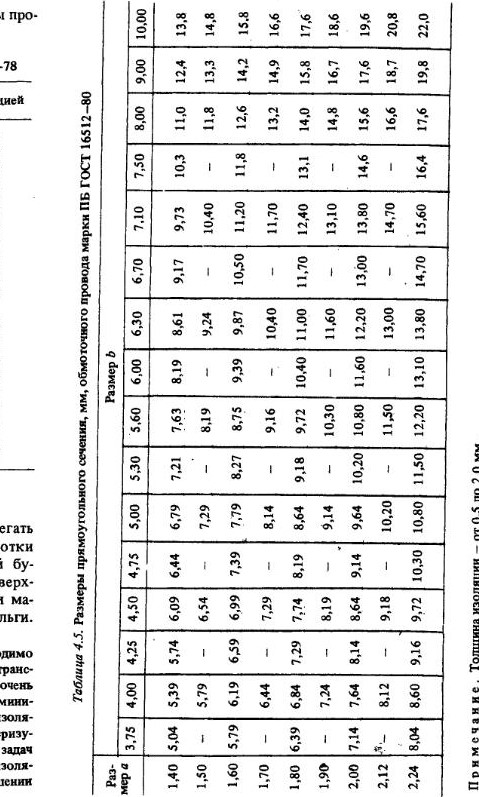 ы про-
-78
цией
егать
отки
й бу-
верх-
и ма-
льги.
одимо
транс-
очень
мини-
изоля-
еризу-
задач
изоля-
шении
Таблица 4.5. Размеры прямоугольного сечения, мм, обмоточного провода марки ПБ ГОСТ 16512–80
Раз-
мер a
Размер b
3,75 4,00 4,25 4,50 4,75 5,00 5,30 5,60 6,00 6,30 6,70 7,10 7,50 8,00 9,00 10,00
1,40 5,04 5,39 5,74 6,09 6,44 6,79 7,21 7,63 8,19 8,61 9,17 9,73 10,3 11,0 12,4 13,8
1,50 – 5,79 – 6,54 – 7,29 – 8,19 – 9,24 – 10,40 – 11,8 13,3 14,8
1,60 5,79 6,19 6,59 6,99 7,39 7,79 8,27 8,75 9,39 9,87 10,50 11,20 11,8 12,6 14,2 15,8
1,70 – 6,44 – 7,29 – 8,14 – 9,16 – 10,40 – 11,70 – 13,2 14,9 16,6
1,80 6,39 6,84 7,29 7,74 8,19 8,64 9,18 9,72 10,40 11,00 11,70 12,40 13,1 14,0 15,8 17,6
1,90 – 7,24 – 8,19 – 9,14 – 10,30 – 11,60 – 13,10 – 14,8 16,7 18,6
2,00 7,14 7,64 8,14 8,64 9,14 9,64 10,20 10,80 11,60 12,20 13,00 13,80 14,6 15,6 17,6 19,6
2,12 – 8,12 – 9,18 – 10,20 – 11,50 – 13,00 – 14,70 – 16,6 18,7 20,8
2,24 8,04 8,60 9,16 9,72 10,30 10,80 11,50 12,20 13,10 13,80 14,70 15,60 16,4 17,6 19,8 22,0
Примечание. Толщина изоляции – от 0,5 до 2,0 мм